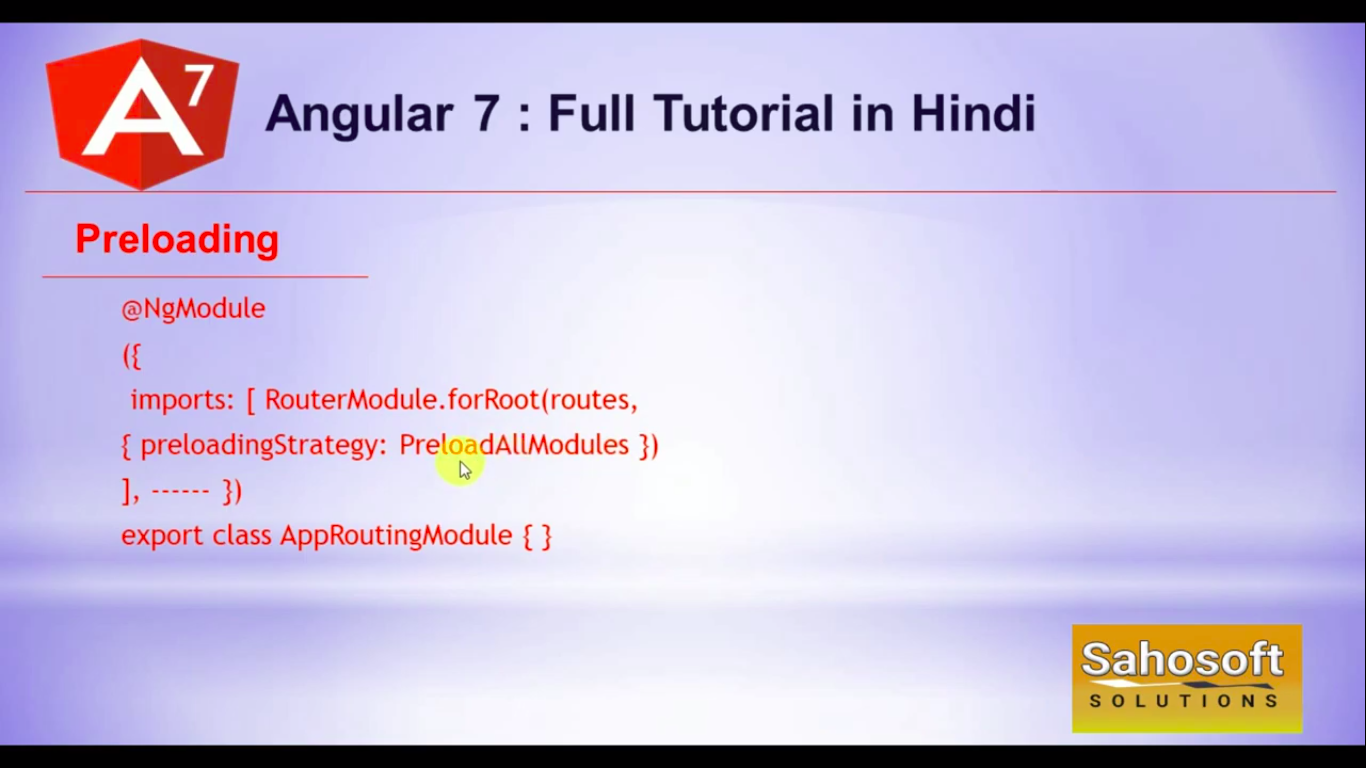 A 7
Angular 7 : Full Tutorial in Hindi
Preloading
@NgModule
({
imports: [ RouterModule.forRoot(routes,
{ preloadingStrategy: PreloadAllModules })
], ------ })
export class AppRoutingModule { }
Sahosoft
SOLUTIONS